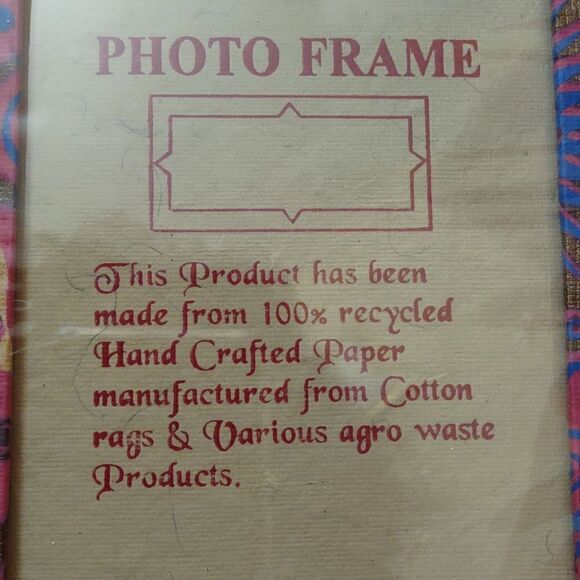 PHOTO FRAME
This Product has been
made from 100% recycled
Hand Crafted Paper
manufactured from Cotton
rags & Various agro waste
Products.